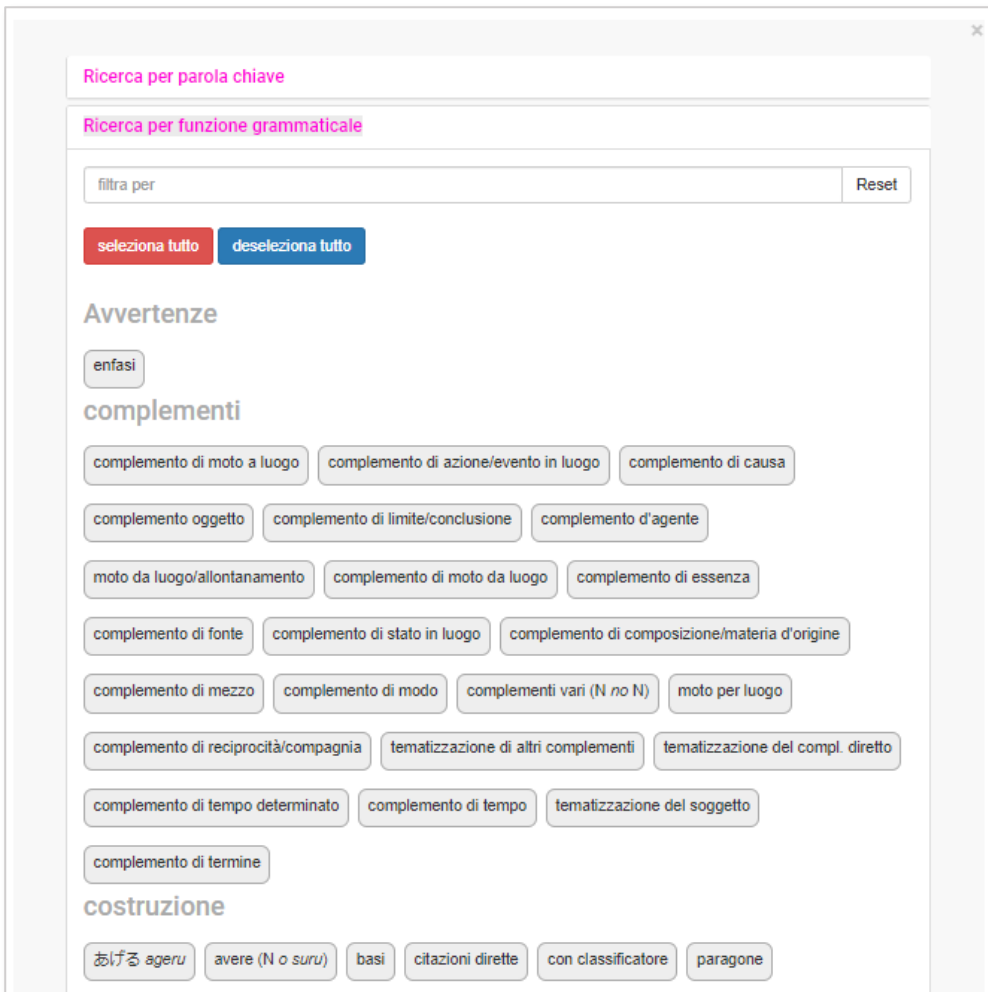 ×
Ricerca per parola chiave
Ricerca per funzione grammaticale
filtra per Reset
seleziona tutto deseleziona tutto
Avvertenze
enfasi
complementi
complemento di moto a luogo complemento di azione/evento in luogo complemento di causa
complemento oggetto complemento di limite/conclusione complemento d'agente
moto da luogo/allontanamento complemento di moto da luogo complemento di essenza
complemento di fonte complemento di stato in luogo complemento di composizione/materia d'origine
complemento di mezzo complemento di modo complementi vari (N no N) moto per luogo
complemento di reciprocità/compagnia tematizzazione di altri complementi tematizzazione del compl. diretto
complemento di tempo determinato complemento di tempo tematizzazione del soggetto
complemento di termine
costruzione
あげる ageru avere (N o suru) basi citazioni dirette con classificatore paragone